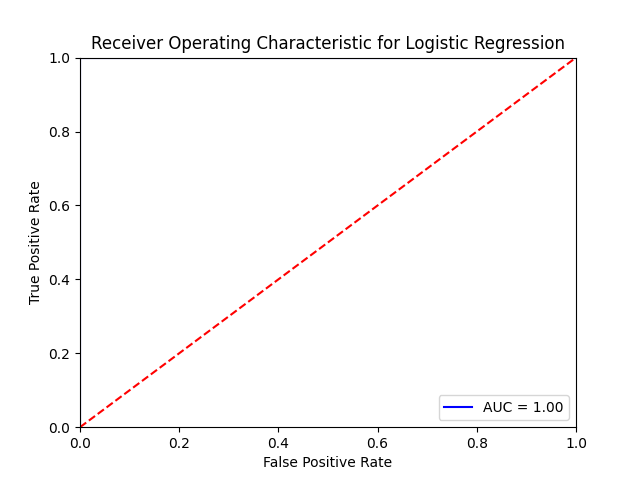 Receiver Operating Characteristic for Logistic Regression
True Positive Rate
1.0
0.8
0.6
0.4
0.2
0.0
AUC = 1.00
0.0 0.2 0.4 0.6 0.8 1.0
False Positive Rate